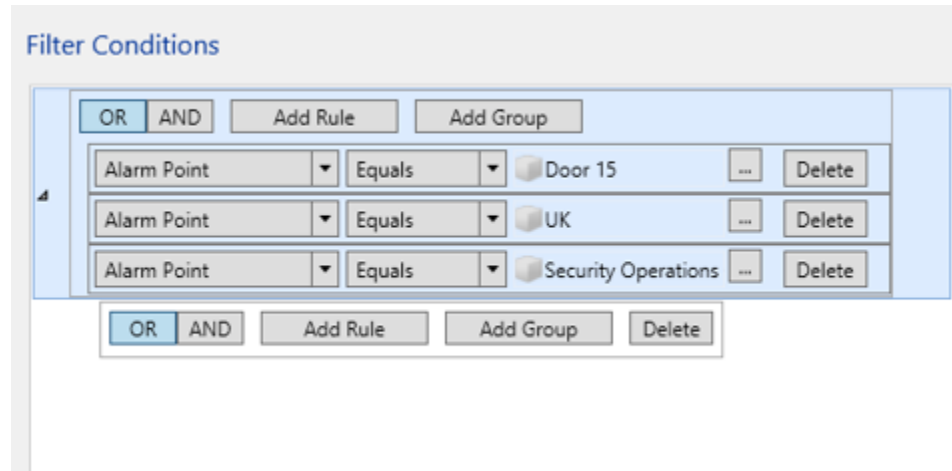 Filter Conditions
OR AND Add Rule Add Group
Alarm Point Equals Door 15 ... Delete
Alarm Point Equals UK ... Delete
Alarm Point Equals Security Operations ... Delete
OR AND Add Rule Add Group Delete